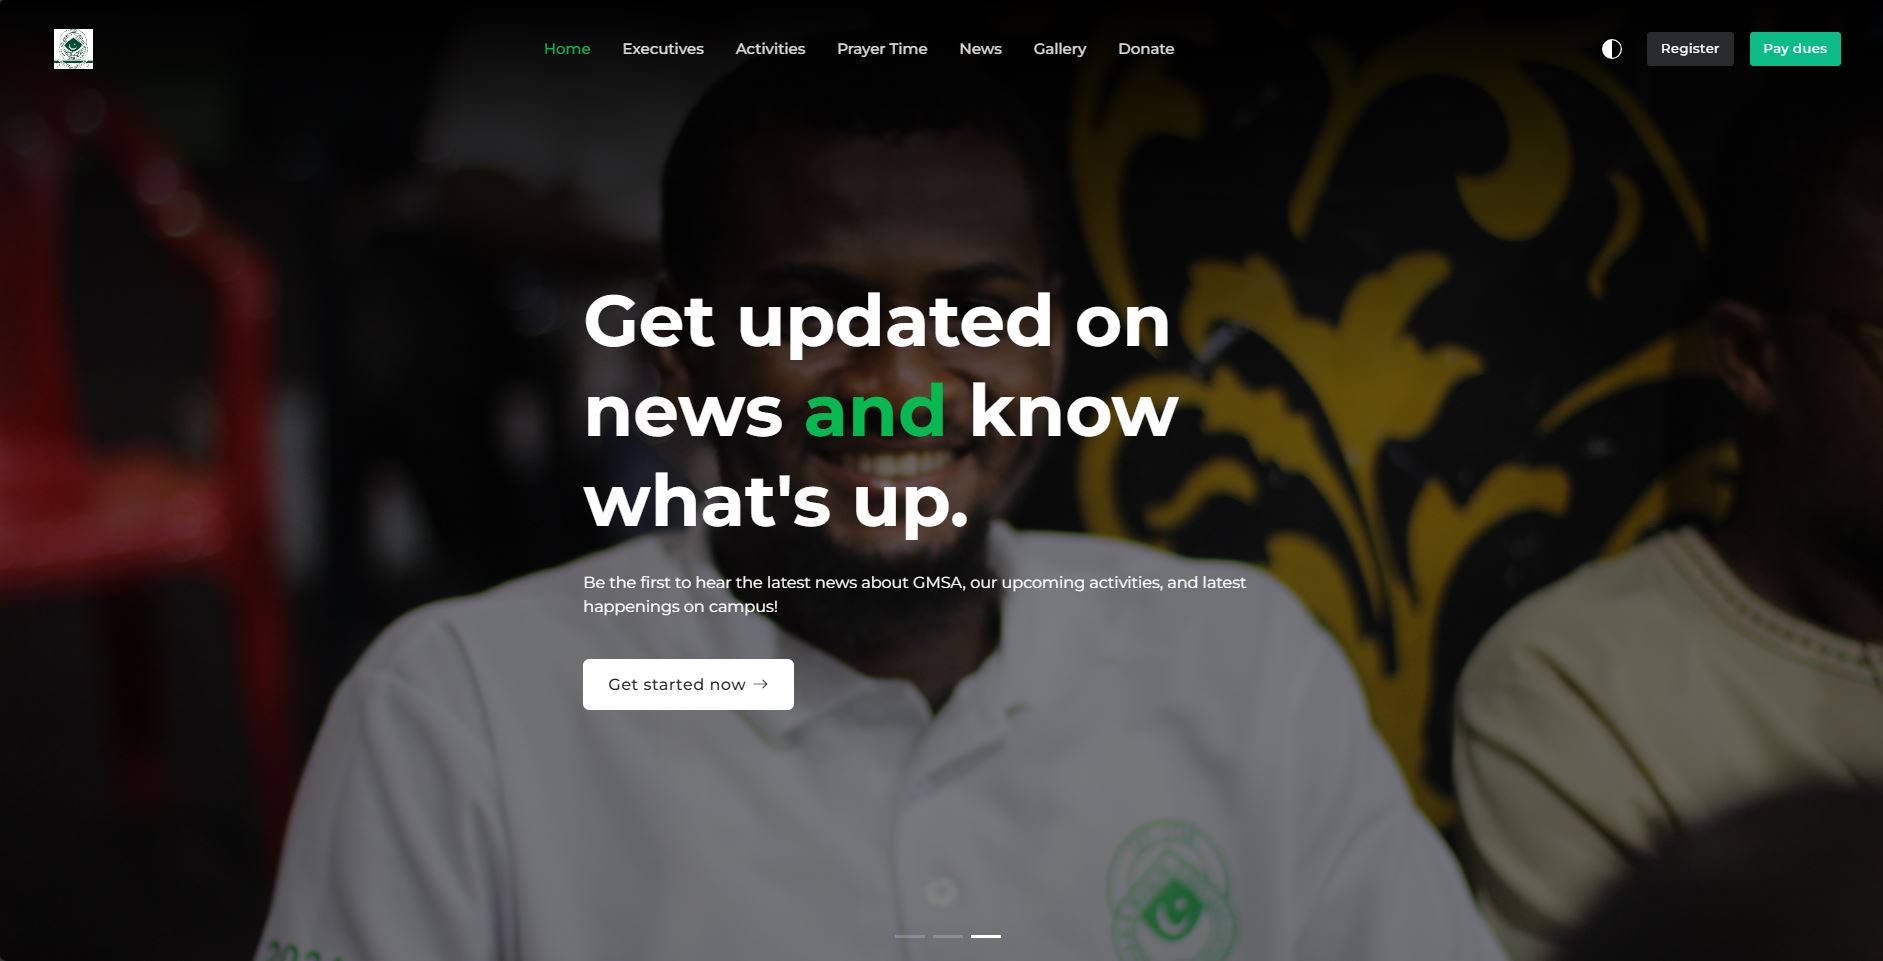 Home Executives Activities Prayer Time News Gallery Donate Register Pay dues
Get updated on
news and know
what's up.
Be the first to hear the latest news about GMSA, our upcoming activities, and latest
happenings on campus!
Get started now →